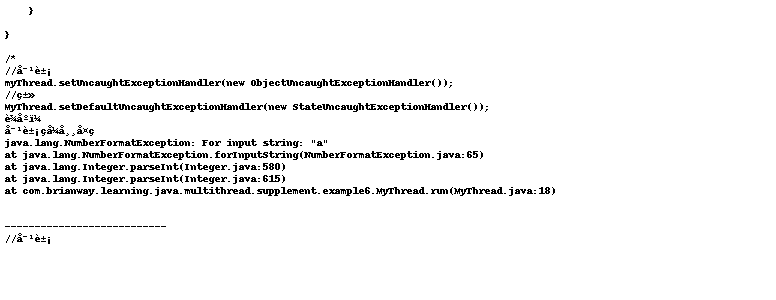 }
}
/*
//å¯¹è±¡
myThread.setUncaughtExceptionHandler(new ObjectUncaughtExceptionHandler());
//ç±»
MyThread.setDefaultUncaughtExceptionHandler(new StateUncaughtExceptionHandler());
è¾åºï¼
å¯¹è±¡çå¼å¸¸å¤ç
java.lang.NumberFormatException: For input string: "a"
at java.lang.NumberFormatException.forInputString(NumberFormatException.java:65)
at java.lang.Integer.parseInt(Integer.java:580)
at java.lang.Integer.parseInt(Integer.java:615)
at com.brianway.learning.java.multithread.supplement.example6.MyThread.run(MyThread.java:18)
---------------------------
//å¯¹è±¡